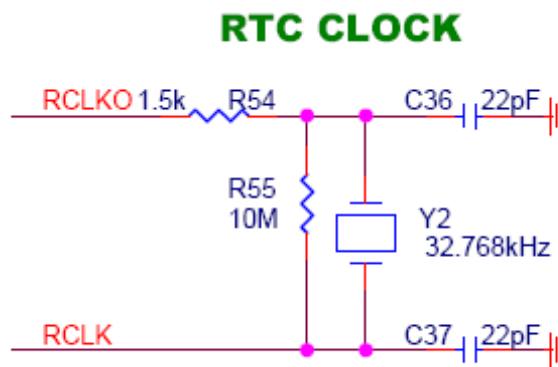 RTC CLOCK
RCLKO 1.5k R54 C36 22pF
R55
10M
Y2
32.768kHz
RCLK C37 22pF